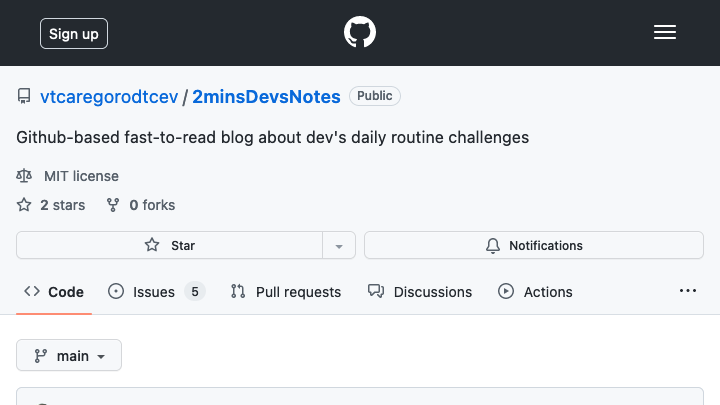 Sign up
vtcaregorodtcev / 2minsDevsNotes Public
Github-based fast-to-read blog about dev's daily routine challenges
MIT license
2 stars 0 forks
Star Notifications
Code Issues 5 Pull requests Discussions Actions
main